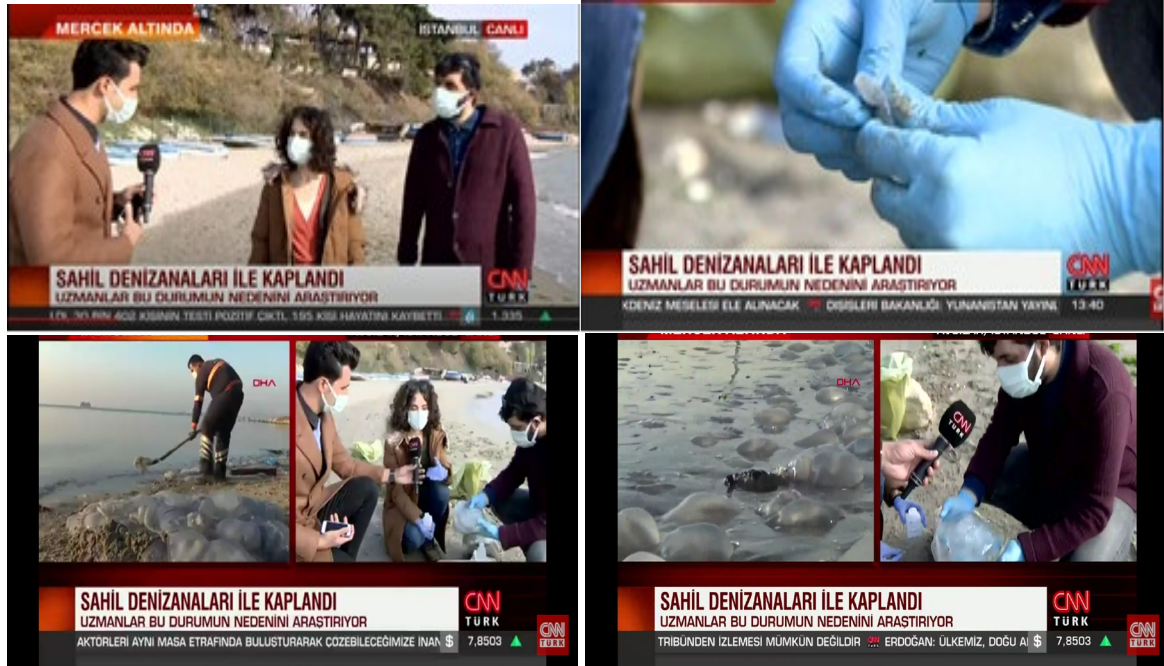 MERCEK ALTINDA
İSTANBUL CANLI
SAHİL DENİZANALARI İLE KAPLANDI
UZMANLAR BU DURUMUN NEDENİNİ ARAŞTIRIYOR
CNN
TÜRK
30 BİN 402 KİŞİNİN TESTİ POZİTİF ÇIKTI, 195 KİŞİ HAYATINI KAYBETTİ
1.335
SAHİL DENİZANALARI İLE KAPLANDI
UZMANLAR BU DURUMUN NEDENİNİ ARAŞTIRIYOR
CNN
TÜRK
KDENİZ MESELESİ ELE ALINACAK DIŞİŞLERİ BAKANLIĞI: YUNANİSTAN YAYINL
13:40
DHA
SAHİL DENİZANALARI İLE KAPLANDI
UZMANLAR BU DURUMUN NEDENİNİ ARAŞTIRIYOR
CNN
TÜRK
AKTÖRLERİ AYNI MASA ETRAFINDA BULUŞTURARAK ÇÖZEBİLECEĞİMİZE İNAN
$ 7,8503
CNN
TÜRK
DHA
CNN
TÜRK
SAHİL DENİZANALARI İLE KAPLANDI
UZMANLAR BU DURUMUN NEDENİNİ ARAŞTIRIYOR
CNN
TÜRK
TRİBÜNDEN İZLEMESİ MÜMKÜN DEĞİLDİR ERDOĞAN: ÜLKEMİZ, DOĞU A
$ 7,8503
CNN
TÜRK